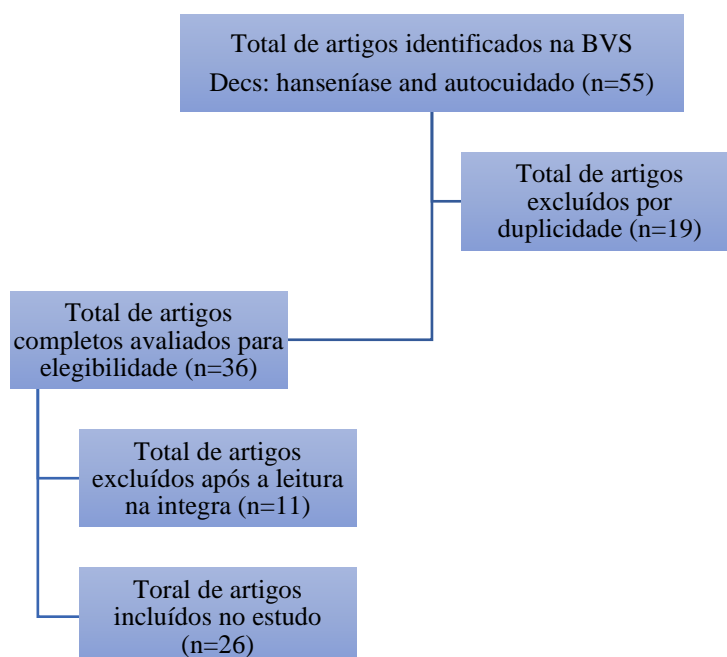 Total de artigos identificados na BVS
Decs: hanseníase and autocuidado (n=55)
Total de artigos
excluídos por
duplicidade (n=19)
Total de artigos
completos avaliados para
elegibilidade (n=36)
Total de artigos
excluídos após a leitura
na integra (n=11)
Toral de artigos
incluídos no estudo
(n=26)